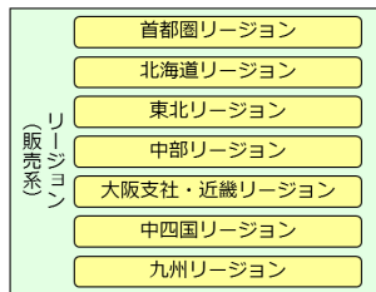 リージョン
（販売系）
首都圏リージョン
北海道リージョン
東北リージョン
中部リージョン
大阪支社・近畿リージョン
中四国リージョン
九州リージョン